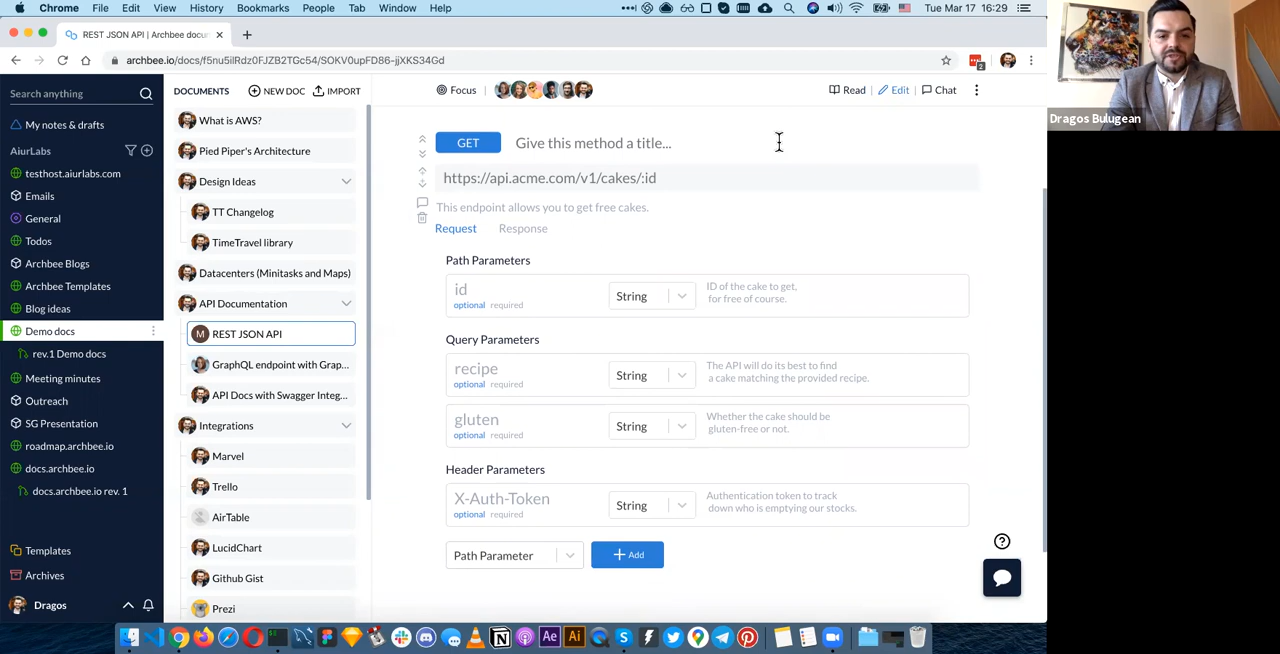 Chrome File Edit View History Bookmarks People Tab Window Help Tue Mar 17 16:29
REST JSON API | Archbee docu
archbee.io/docs/f5nu5ilRdz0FJZB2TGc54/SOKV0upFD86-jjXKS34Gd
2
Dragos Bulugean
Search anything
My notes & drafts
AiurLabs
testhost.aiurlabs.com
Emails
General
Todos
Archbee Blogs
Archbee Templates
Blog ideas
Demo docs
rev.1 Demo docs
Meeting minutes
Outreach
SG Presentation
roadmap.archbee.io
docs.archbee.io
docs.archbee.io rev. 1
Templates
Archives
Dragos
DOCUMENTS NEW DOC IMPORT
What is AWS?
Pied Piper's Architecture
Design Ideas
TT Changelog
TimeTravel library
Datacenters (Minitasks and Maps)
API Documentation
M REST JSON API
GraphQL endpoint with Grap...
API Docs with Swagger Integ...
Integrations
Marvel
Trello
AirTable
LucidChart
Github Gist
Prezi
Focus Read Edit Chat
GET Give this method a title...
https://api.acme.com/v1/cakes/:id
This endpoint allows you to get free cakes.
Request Response
Path Parameters
id String ID of the cake to get,
optional required for free of course.
Query Parameters
recipe String The API will do its best to find
optional required a cake matching the provided recipe.
gluten String Whether the cake should be
optional required gluten-free or not.
Header Parameters
X-Auth-Token String Authentication token to track
optional required down who is emptying our stocks.
Path Parameter Add
Ae Ai